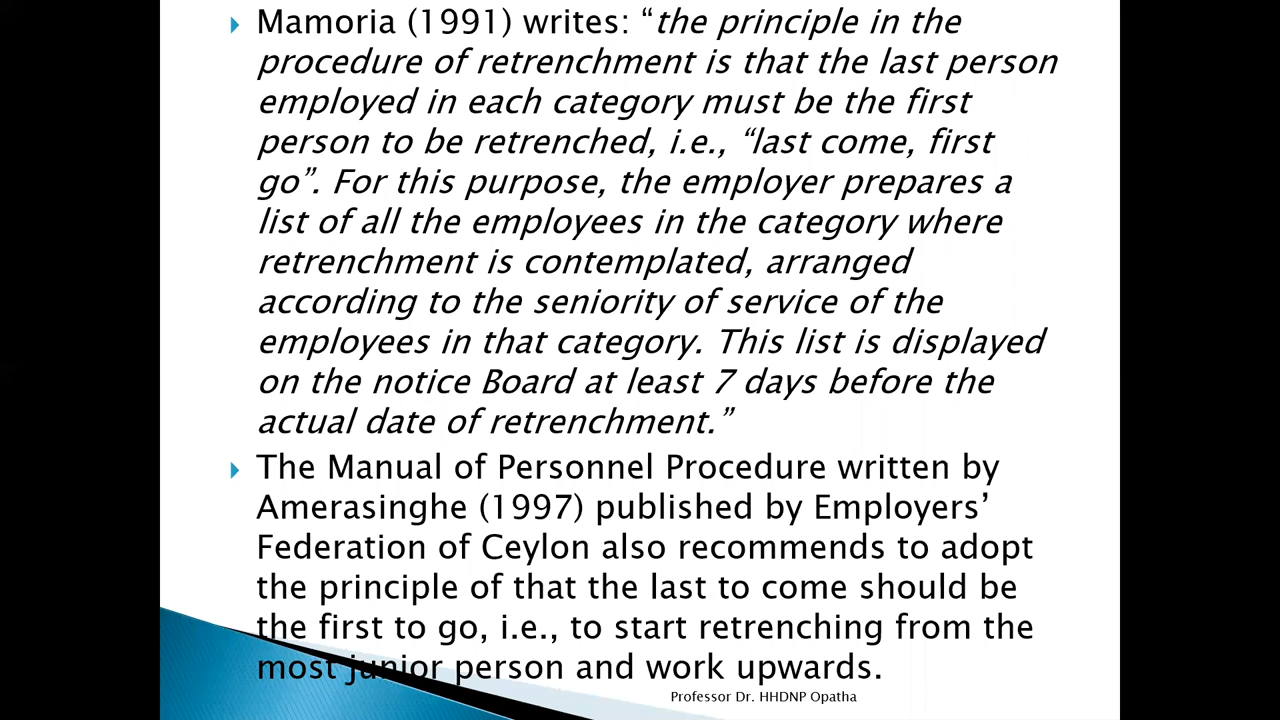 Mamoria (1991) writes: “the principle in the
procedure of retrenchment is that the last person
employed in each category must be the first
person to be retrenched, i.e., “last come, first
go”. For this purpose, the employer prepares a
list of all the employees in the category where
retrenchment is contemplated, arranged
according to the seniority of service of the
employees in that category. This list is displayed
on the notice Board at least 7 days before the
actual date of retrenchment.”
The Manual of Personnel Procedure written by
Amerasinghe (1997) published by Employers’
Federation of Ceylon also recommends to adopt
the principle of that the last to come should be
the first to go, i.e., to start retrenching from the
most junior person and work upwards.
Professor Dr. HHDNP Opatha